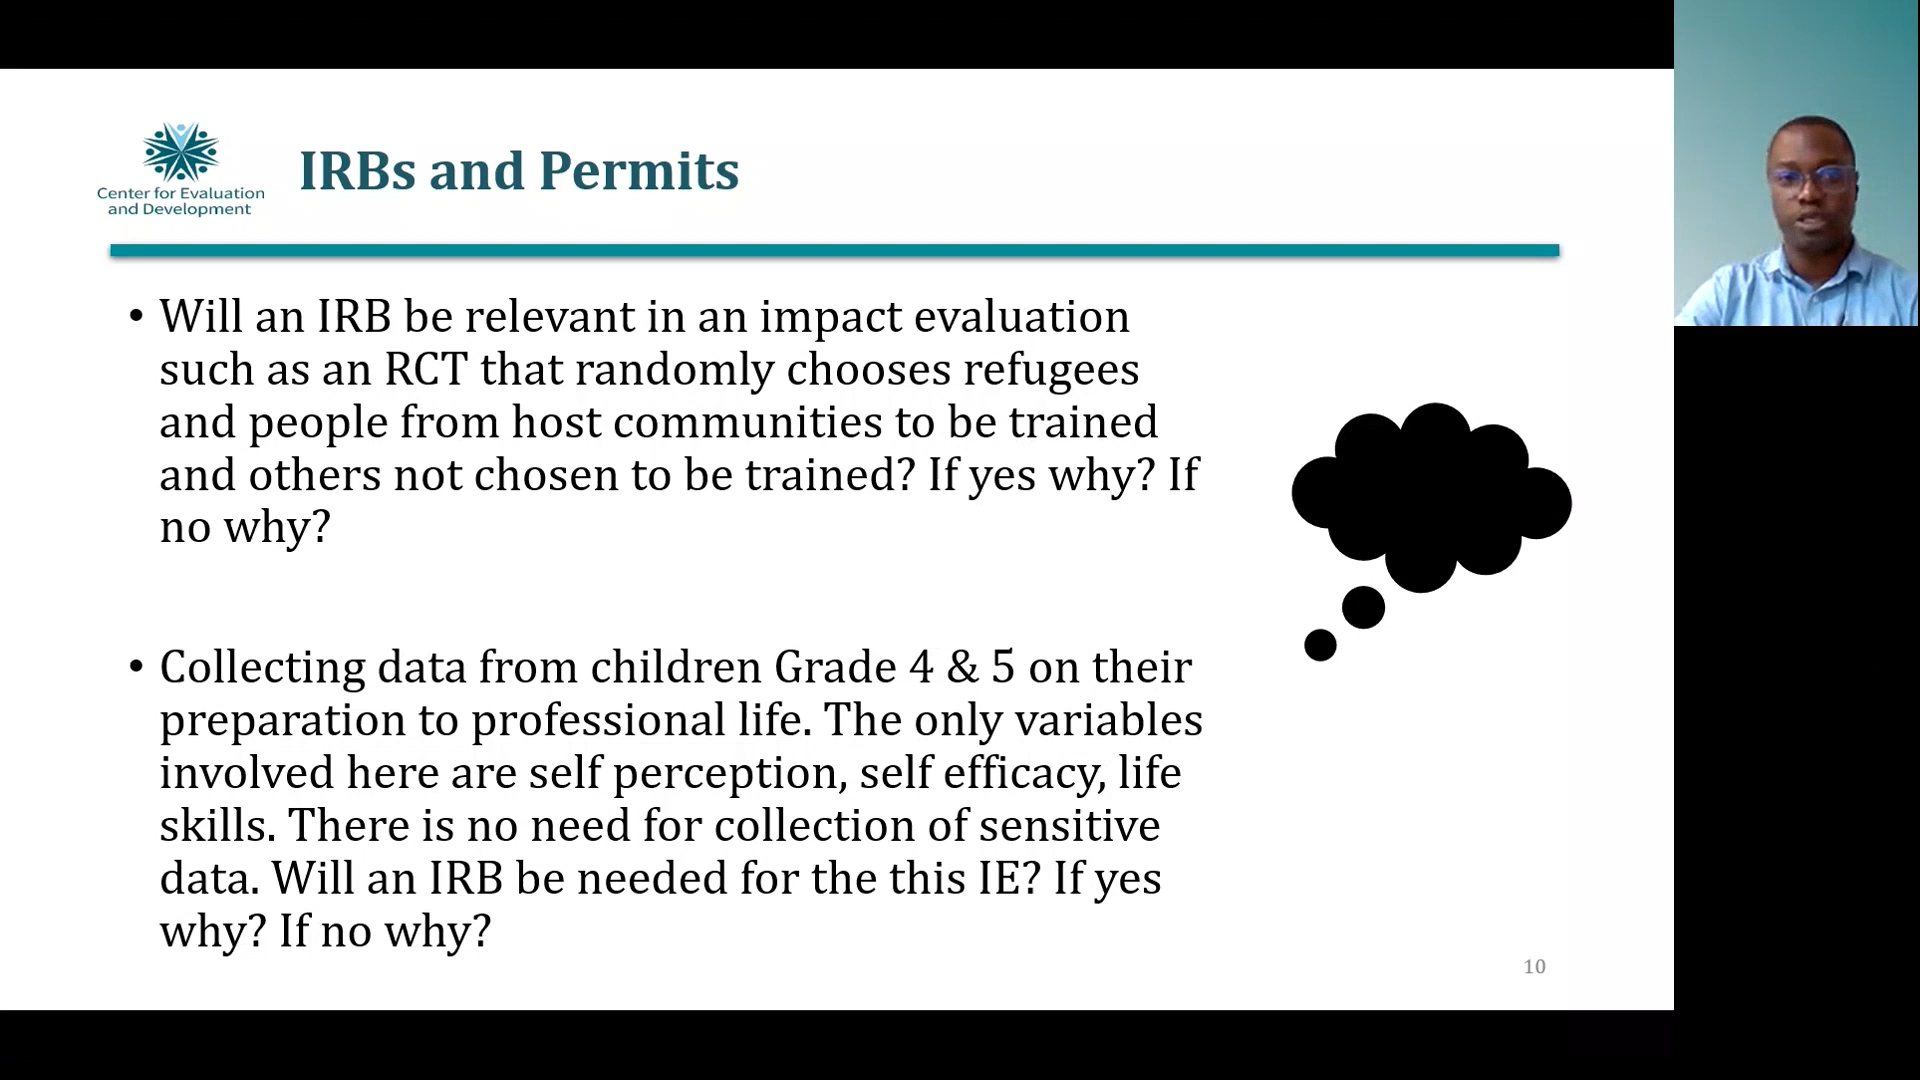 Center for Evaluation
and Development
IRBs and Permits
• Will an IRB be relevant in an impact evaluation
such as an RCT that randomly chooses refugees
and people from host communities to be trained
and others not chosen to be trained? If yes why? If
no why?
• Collecting data from children Grade 4 & 5 on their
preparation to professional life. The only variables
involved here are self perception, self efficacy, life
skills. There is no need for collection of sensitive
data. Will an IRB be needed for the this IE? If yes
why? If no why?
10